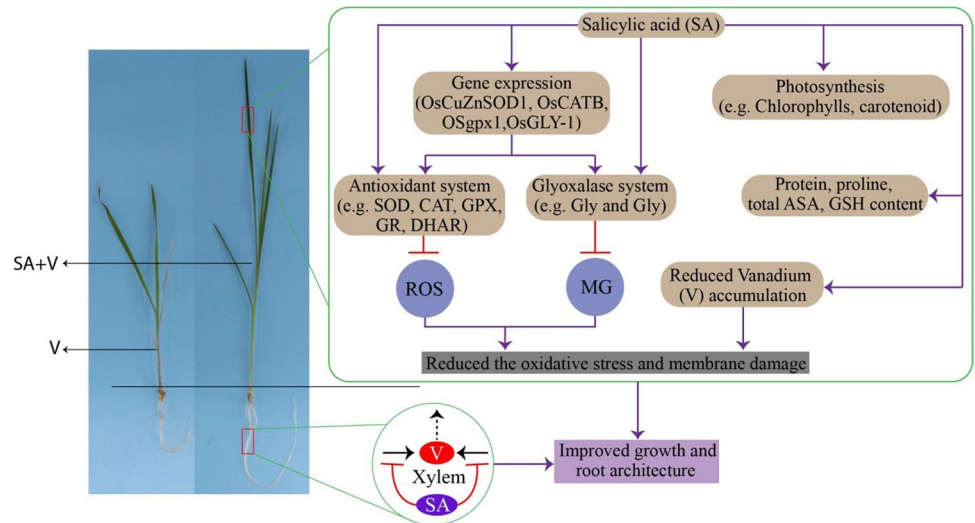 Salicylic acid (SA)
Gene expression
(OsCuZnSOD1, OsCATB,
OSgpx1,OsGLY-1)
Photosynthesis
(e.g. Chlorophylls, carotenoid)
Antioxidant system
(e.g. SOD, CAT, GPX,
GR, DHAR)
Glyoxalase system
(e.g. Gly and Gly)
Protein, proline,
total ASA, GSH content
SA+V
ROS
MG
Reduced Vanadium
(V) accumulation
V
Reduced the oxidative stress and membrane damage
V
Xylem
SA
Improved growth and
root architecture